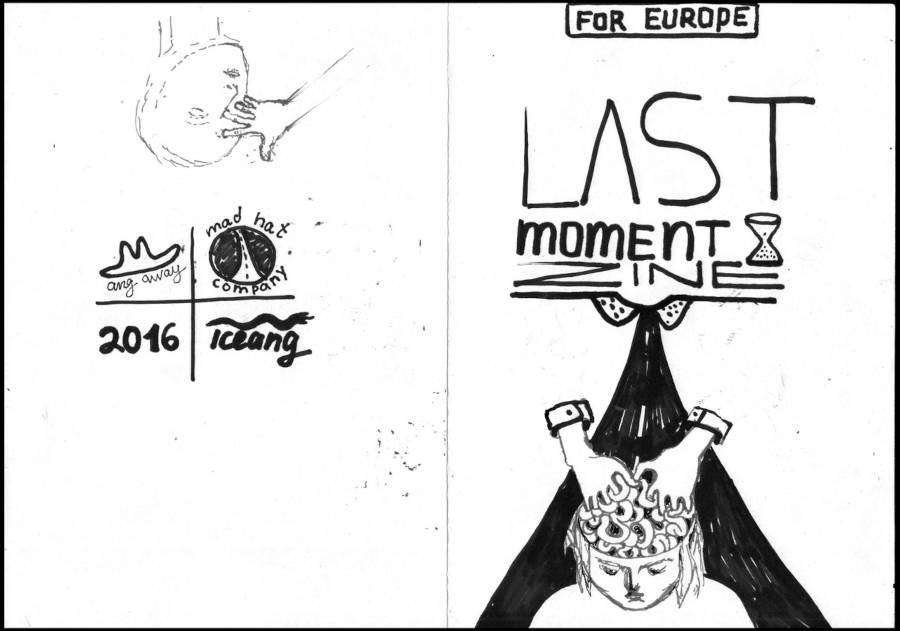 mad hat
company
ang away
2016
iceang
FOR EUROPE
LAST
moment
ZINE